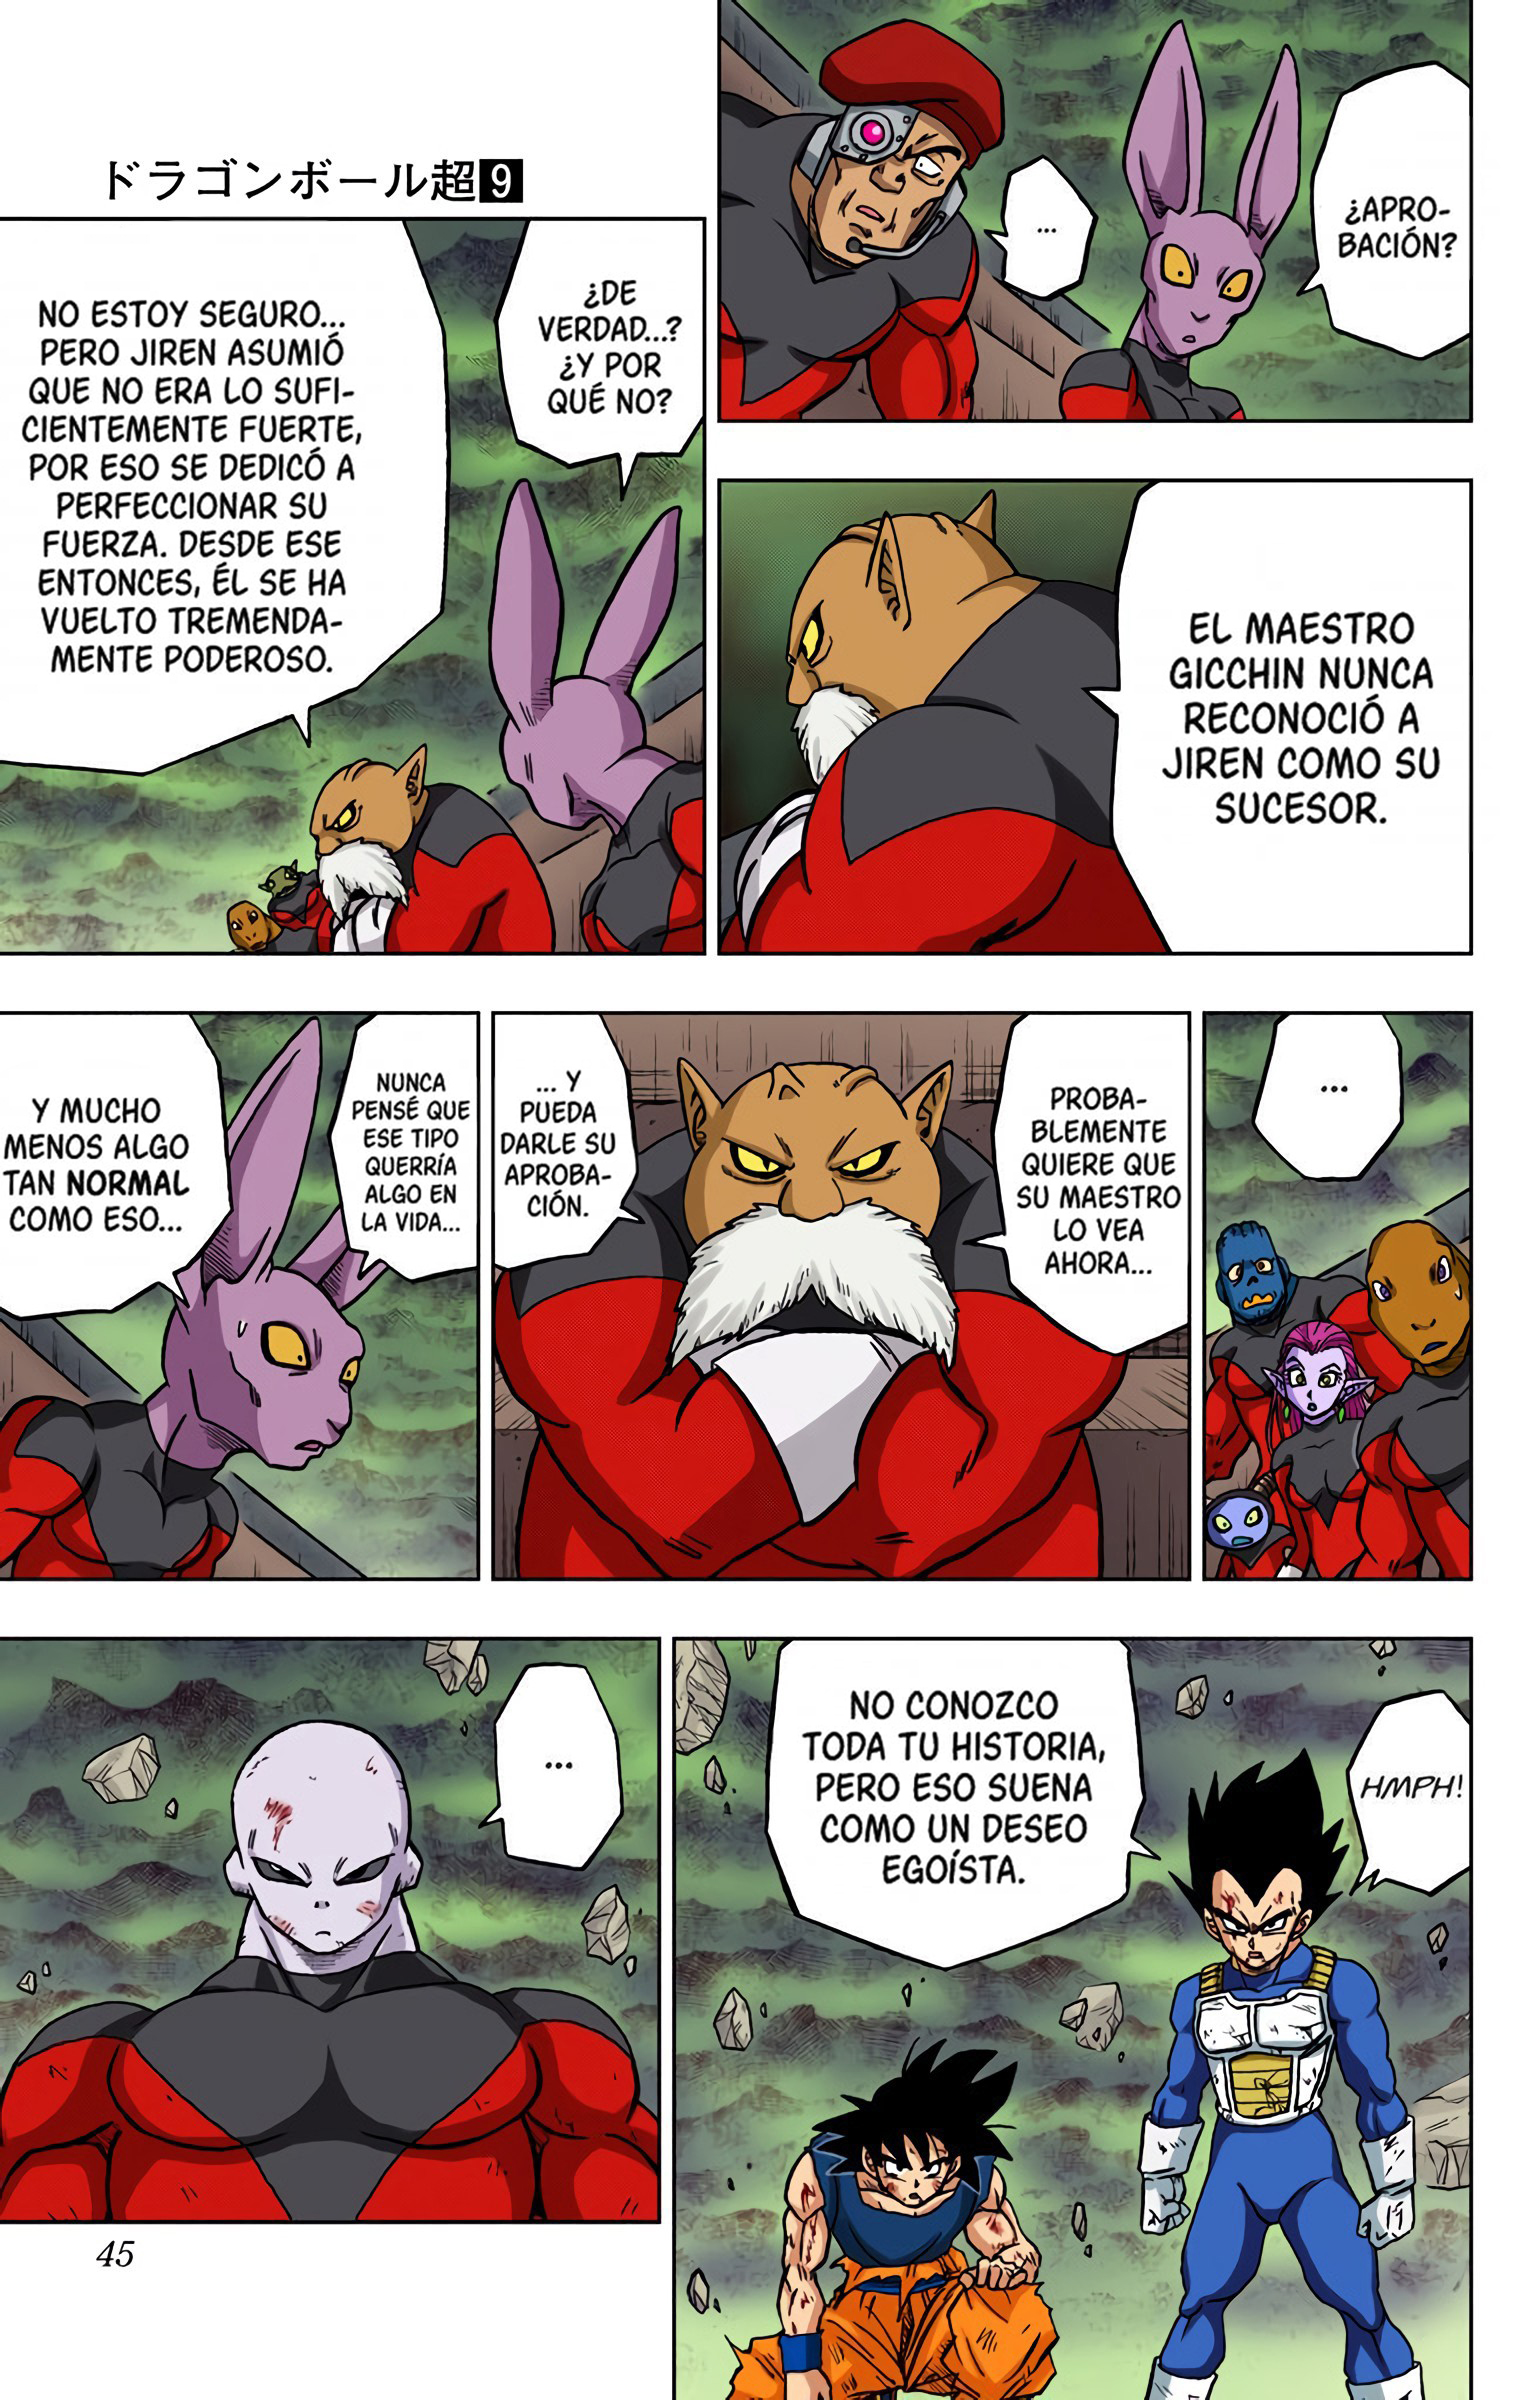 ドラゴンボール超9
¿APRO-
BACIÓN?
...
EL MAESTRO
GICCHIN NUNCA
RECONOCIÓ A
JIREN COMO SU
SUCESOR.
¿DE
VERDAD...?
¿Y POR
QUÉ NO?
NO ESTOY SEGURO...
PERO JIREN ASUMIÓ
QUE NO ERA LO SUFI-
CIENTEMENTE FUERTE,
POR ESO SE DEDICÓ A
PERFECCIONAR SU
FUERZA. DESDE ESE
ENTONCES, ÉL SE HA
VUELTO TREMENDA-
MENTE PODEROSO.
...
PROBA-
BLEMENTE
QUIERE QUE
SU MAESTRO
LO VEA
AHORA...
... Y
PUEDA
DARLE SU
APROBA-
CIÓN.
NUNCA
PENSÉ QUE
ESE TIPO
QUERRÍA
ALGO EN
LA VIDA...
Y MUCHO
MENOS ALGO
TAN NORMAL
COMO ESO...
HMPH!
NO CONOZCO
TODA TU HISTORIA,
PERO ESO SUENA
COMO UN DESEO
EGOÍSTA.
...
45